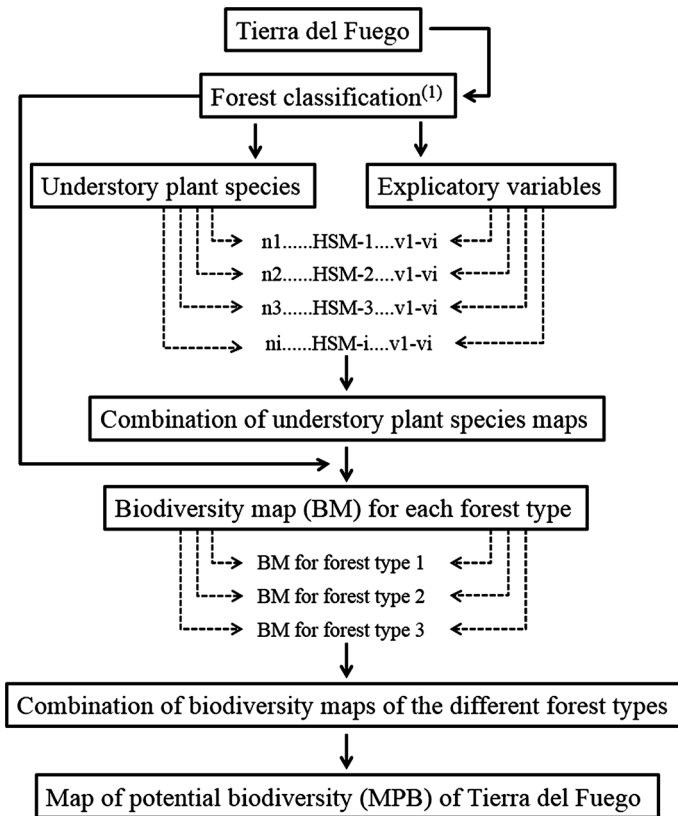 Tierra del Fuego
Forest classification(1)
Understory plant species
Explicatory variables
n1......HSM-1....v1-vi
n2......HSM-2....v1-vi
n3......HSM-3....v1-vi
ni......HSM-i....v1-vi
Combination of understory plant species maps
Biodiversity map (BM) for each forest type
BM for forest type 1
BM for forest type 2
BM for forest type 3
Combination of biodiversity maps of the different forest types
Map of potential biodiversity (MPB) of Tierra del Fuego